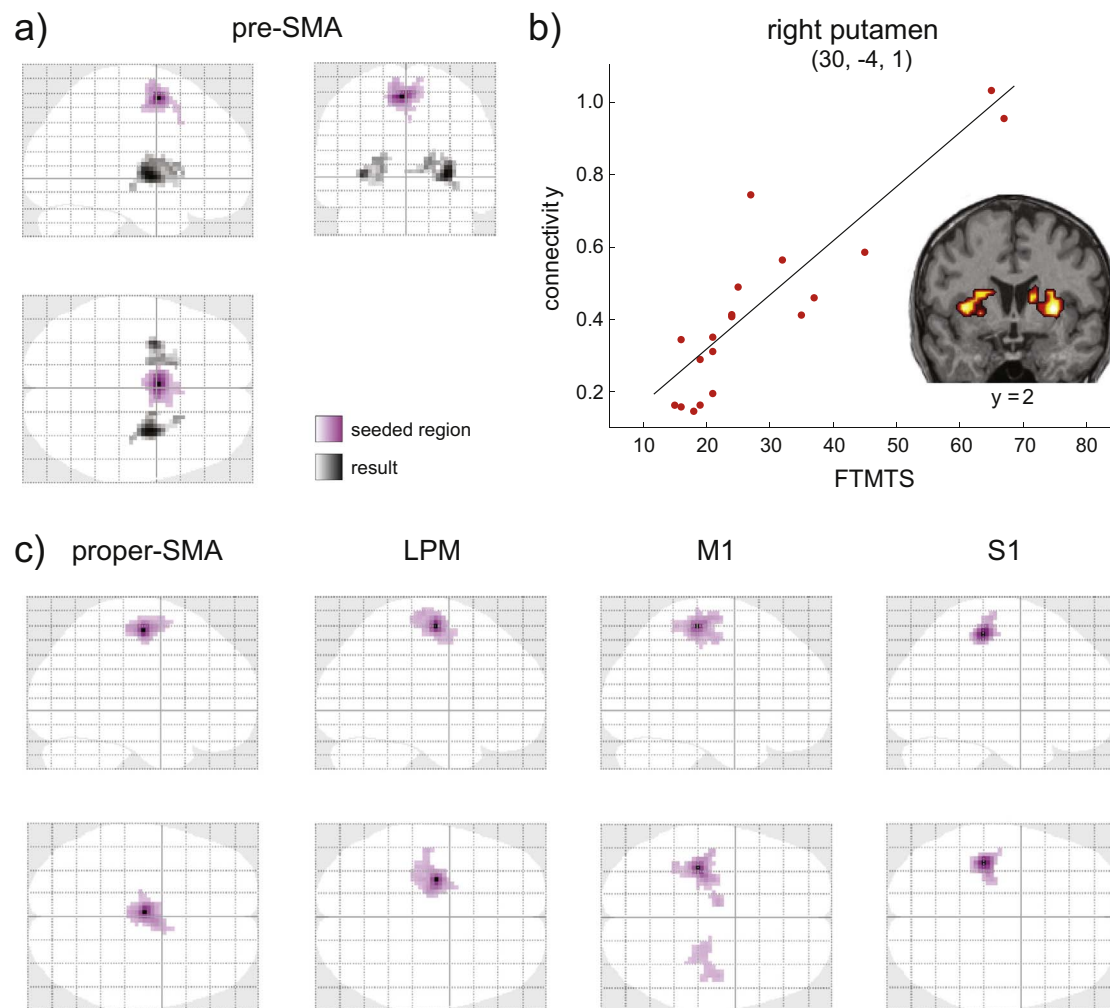 a)
pre-SMA
seeded region
result
b)
right putamen
(30, -4, 1)
connectivity
1.0
0.8
0.6
0.4
0.2
10 20 30 40 50 60 70 80
FTMTS
y = 2
c)
proper-SMA LPM M1 S1